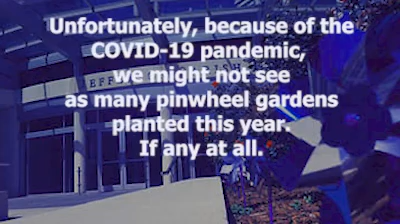 Unfortunately, because of the
COVID-19 pandemic,
we might not see
as many pinwheel gardens
planted this year.
If any at all.